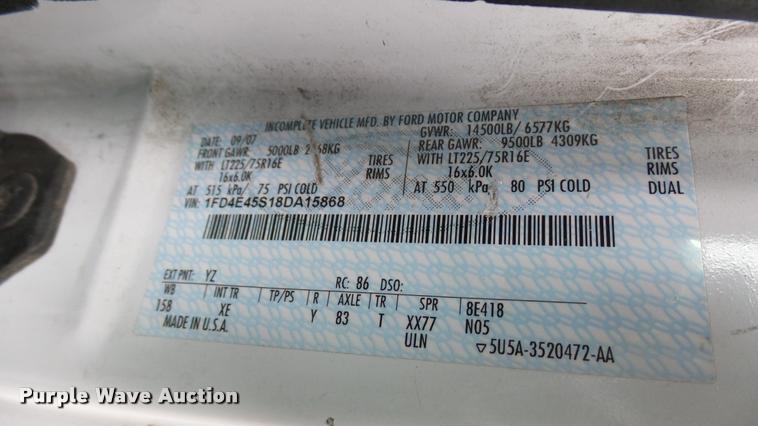 INCOMPLETE VEHICLE MFD. BY FORD MOTOR COMPANY
DATE: 09/07 GVWR: 14500LB/ 6577KG
FRONT GAWR: 5000LB KG REAR GAWR: 9500LB 4309KG
WITH LT225/75R16E TIRES WITH LT225/75R16E TIRES
16x6.0K RIMS 16x6.0K RIMS
AT 515 kPa/ 75 PSI COLD AT 550 kPa/ 80 PSI COLD DUAL
VIN: 1FD4E45S18DA15868
EXT PNT: YZ RC: 86 DSO:
WB INT TR TP/PS R AXLE TR SPR 8E418
158 XE Y 83 T XX77 N05
MADE IN U.S.A. ULN ▽5U5A-3520472-AA
Purple Wave Auction